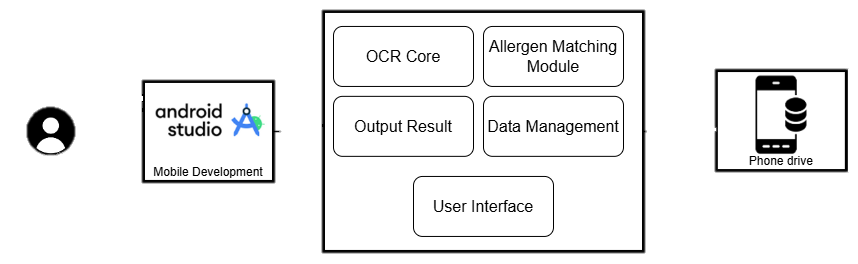 android
studio
Mobile Development
OCR Core
Allergen Matching
Module
Output Result
Data Management
User Interface
Phone drive